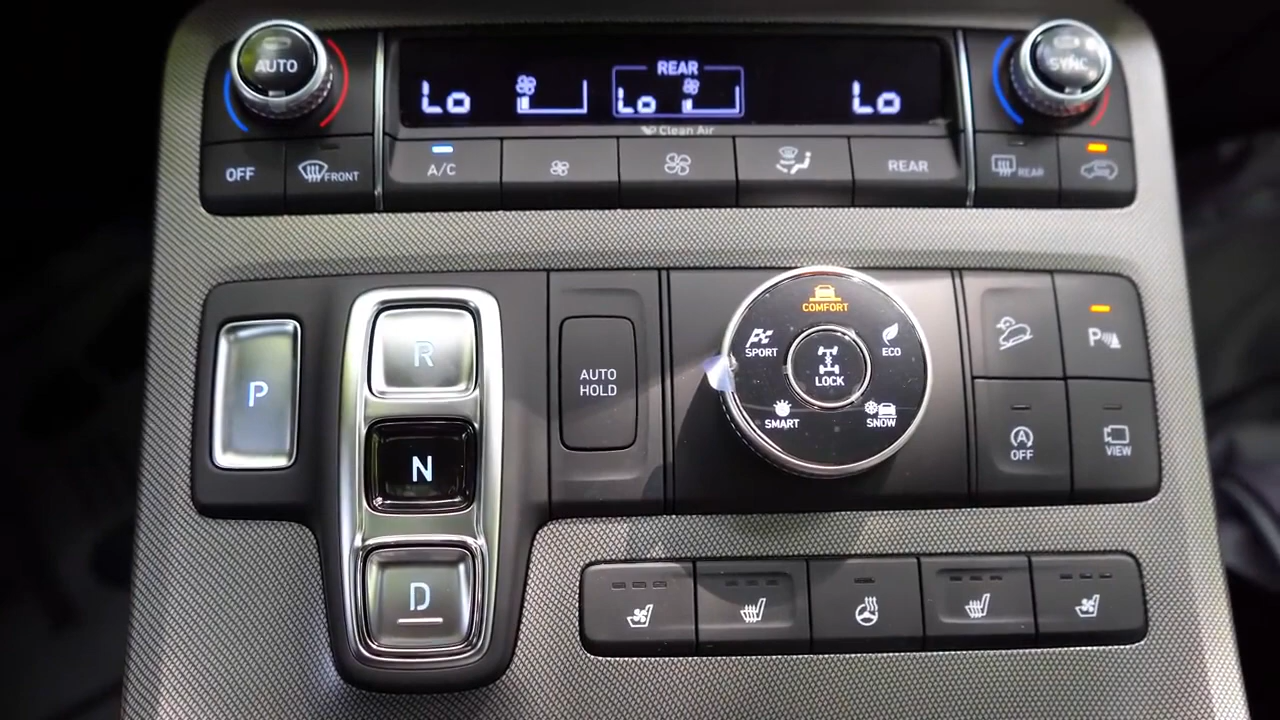 AUTO
REAR
SYNC
Lo
Lo
Lo
Clean Air
OFF
FRONT
A/C
REAR
REAR
P
R
N
D
AUTO
HOLD
COMFORT
SPORT
ECO
LOCK
SMART
SNOW
P
A
OFF
VIEW